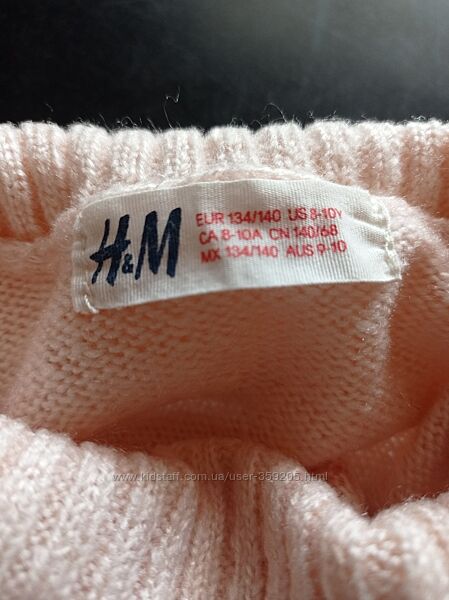 H&M
EUR 134/140 US 8-10Y
CA 8-10A CN 140/68
MX 134/140 AUS 9-10
www.kidstaff.com.ua/user-359205.html